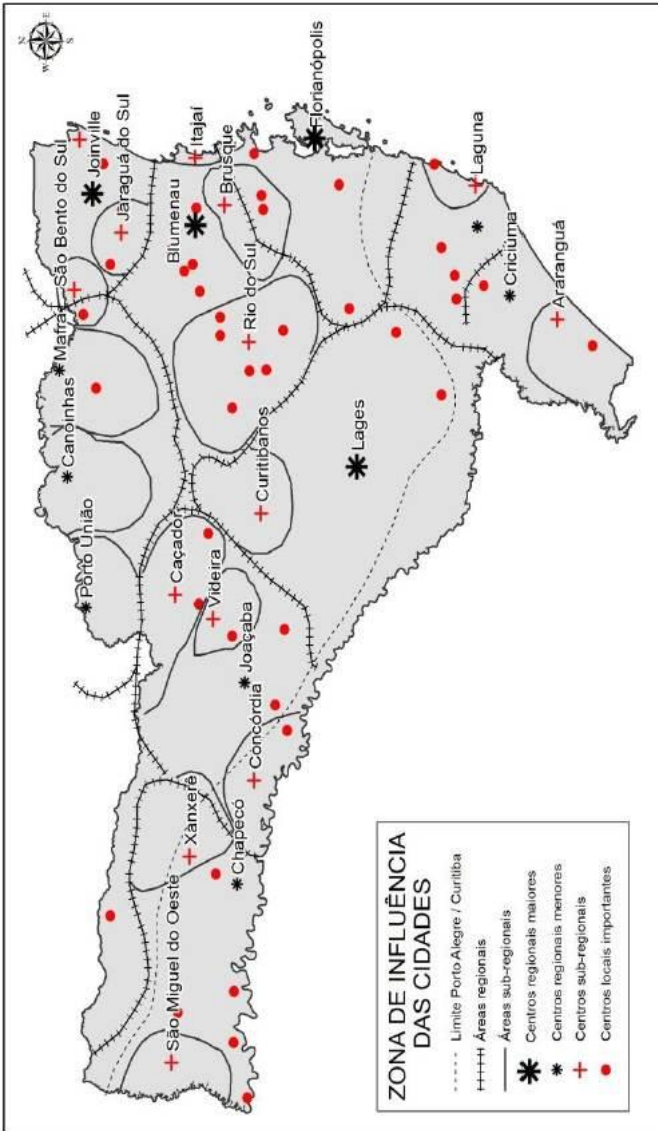 N
E
S
W
São Bento do Sul
Joinville
Jaraguá do Sul
Mafra
Canoinhas
Porto União
Itajaí
Blumenau
Brusque
Rio do Sul
Florianópolis
Curitibanos
Caçador
Videira
Joaçaba
Lages
Laguna
Criciúma
Araranguá
Concórdia
Xanxerê
Chapecó
São Miguel do Oeste
ZONA DE INFLUÊNCIA
DAS CIDADES
Limite Porto Alegre / Curitiba
Áreas regionais
Áreas sub-regionais
Centros regionais maiores
Centros regionais menores
Centros sub-regionais
Centros locais importantes